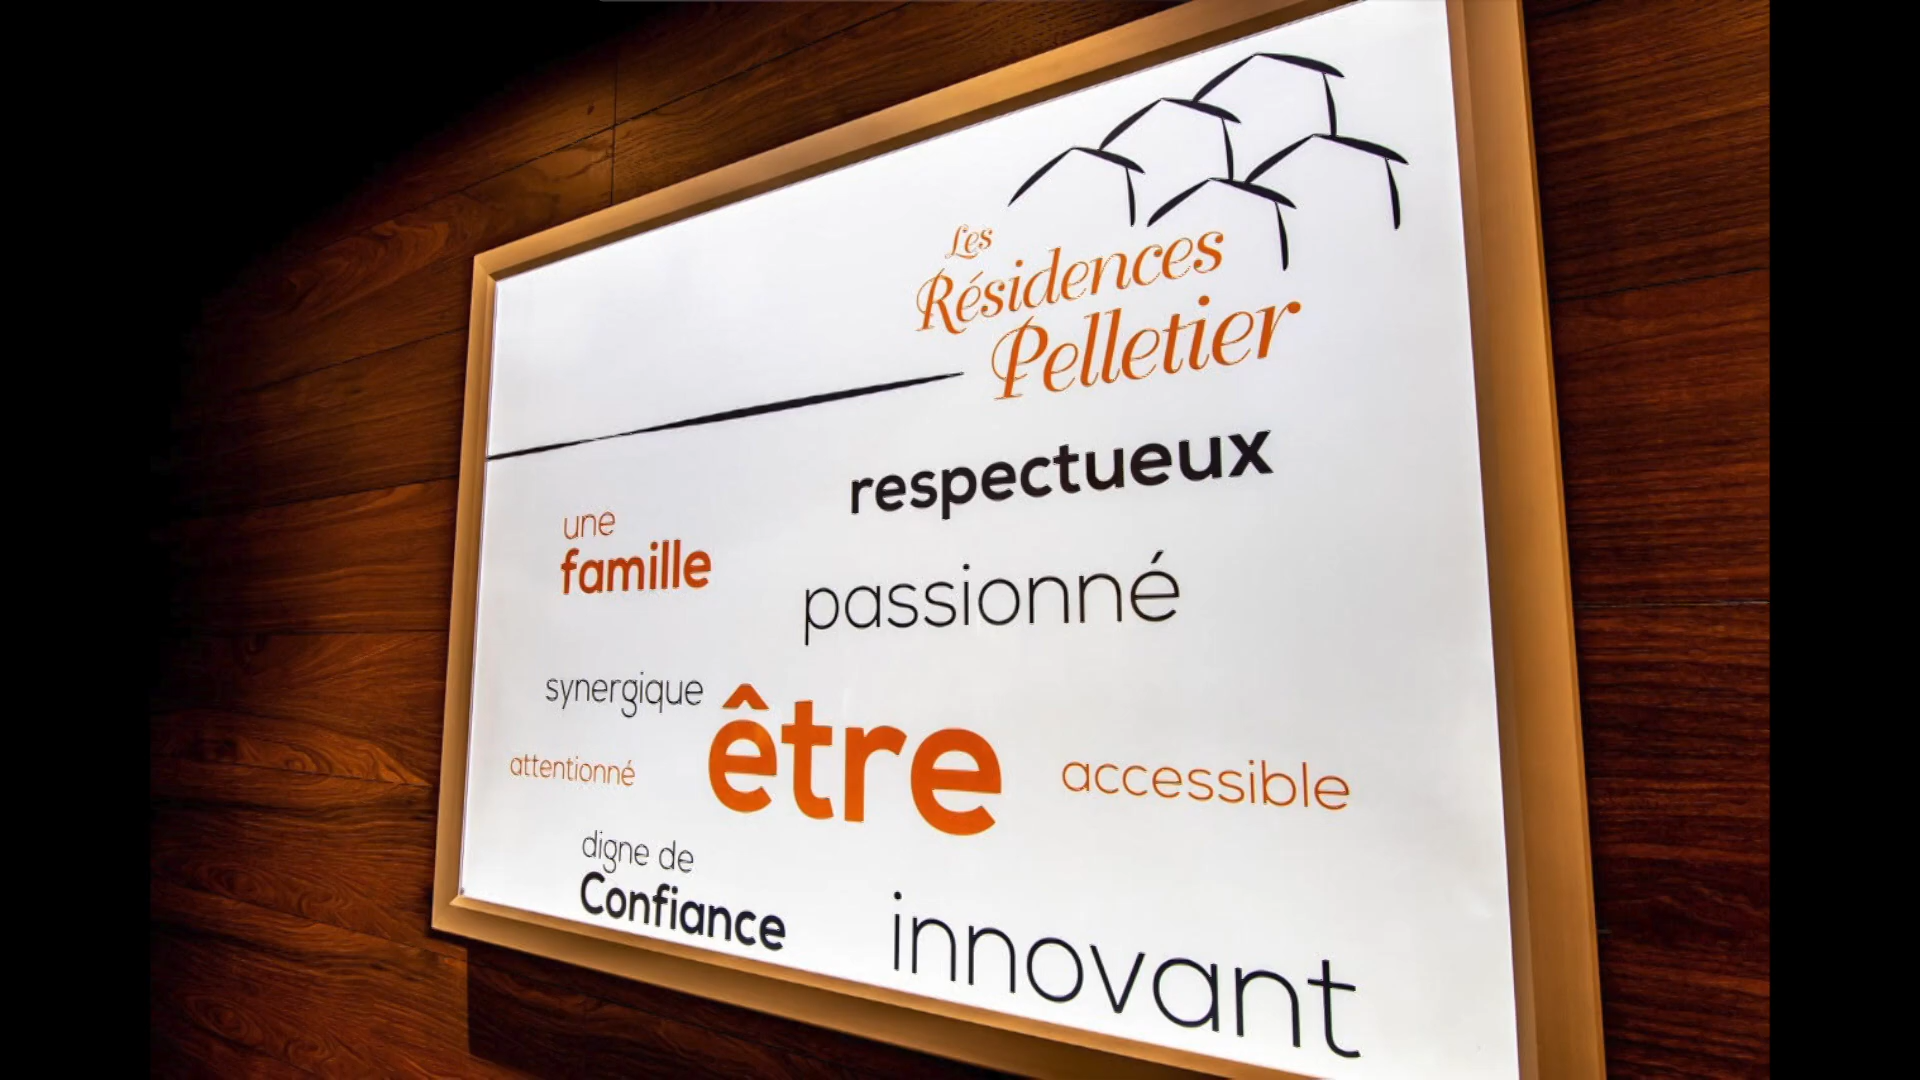 Les
Résidences
Pelletier
respectueux
une
famille
passionné
synergique
être
attentionné
accessible
digne de
Confiance
innovant